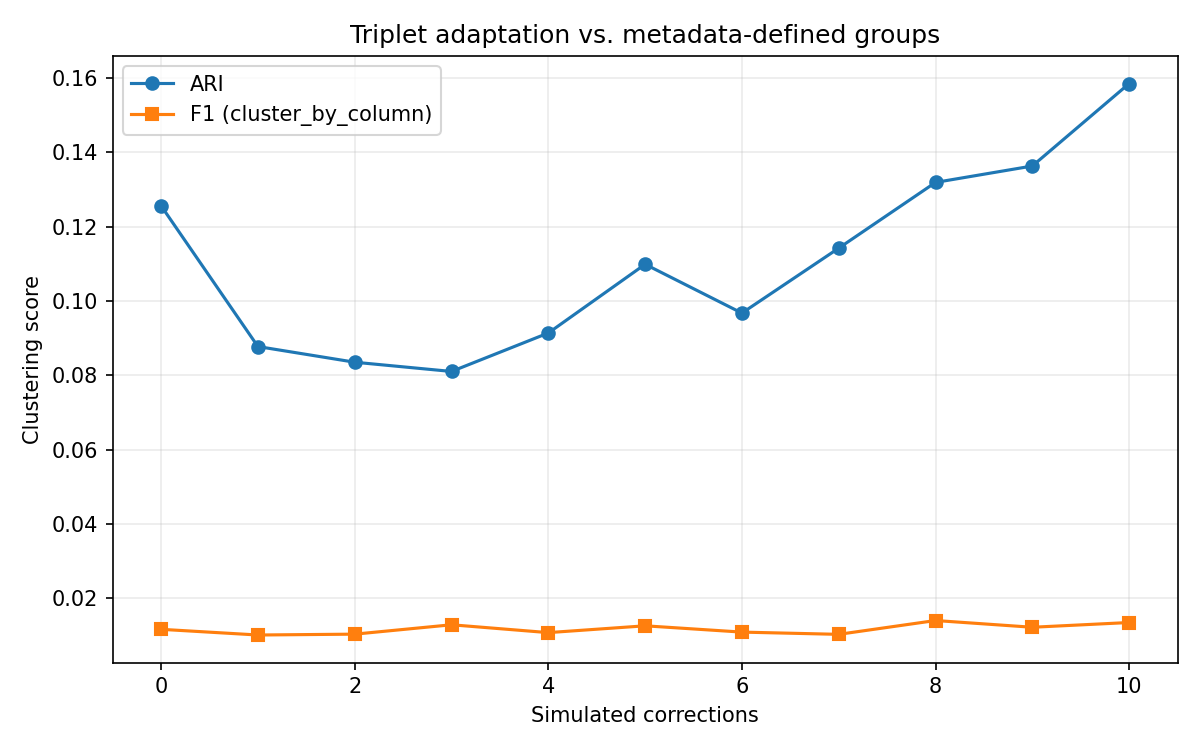 Triplet adaptation vs. metadata-defined groups
ARI
F1 (cluster_by_column)
Clustering score
0.16
0.14
0.12
0.10
0.08
0.06
0.04
0.02
0 2 4 6 8 10
Simulated corrections